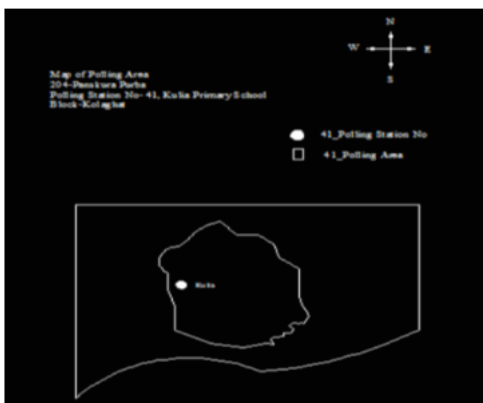 N
W E
S
Map of Polling Area
204-Panskura Purba
Polling Station No- 41, Kulia Primary School
Block-Kolaghat
41_Polling Station No
41_Polling Area
Kulia